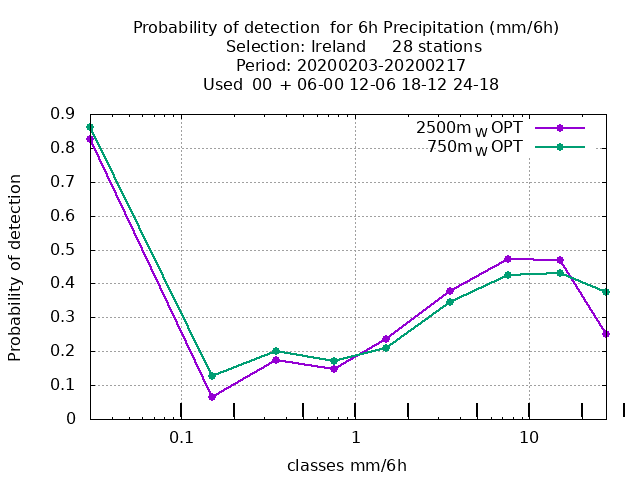 Probability of detection  for 6h Precipitation (mm/6h)
Selection: Ireland     28 stations
Period: 20200203-20200217
Used  00  + 06-00 12-06 18-12 24-18
2500m W OPT
750m W OPT
Probability of detection
0.9
0.8
0.7
0.6
0.5
0.4
0.3
0.2
0.1
0
0.1 1 10
classes mm/6h